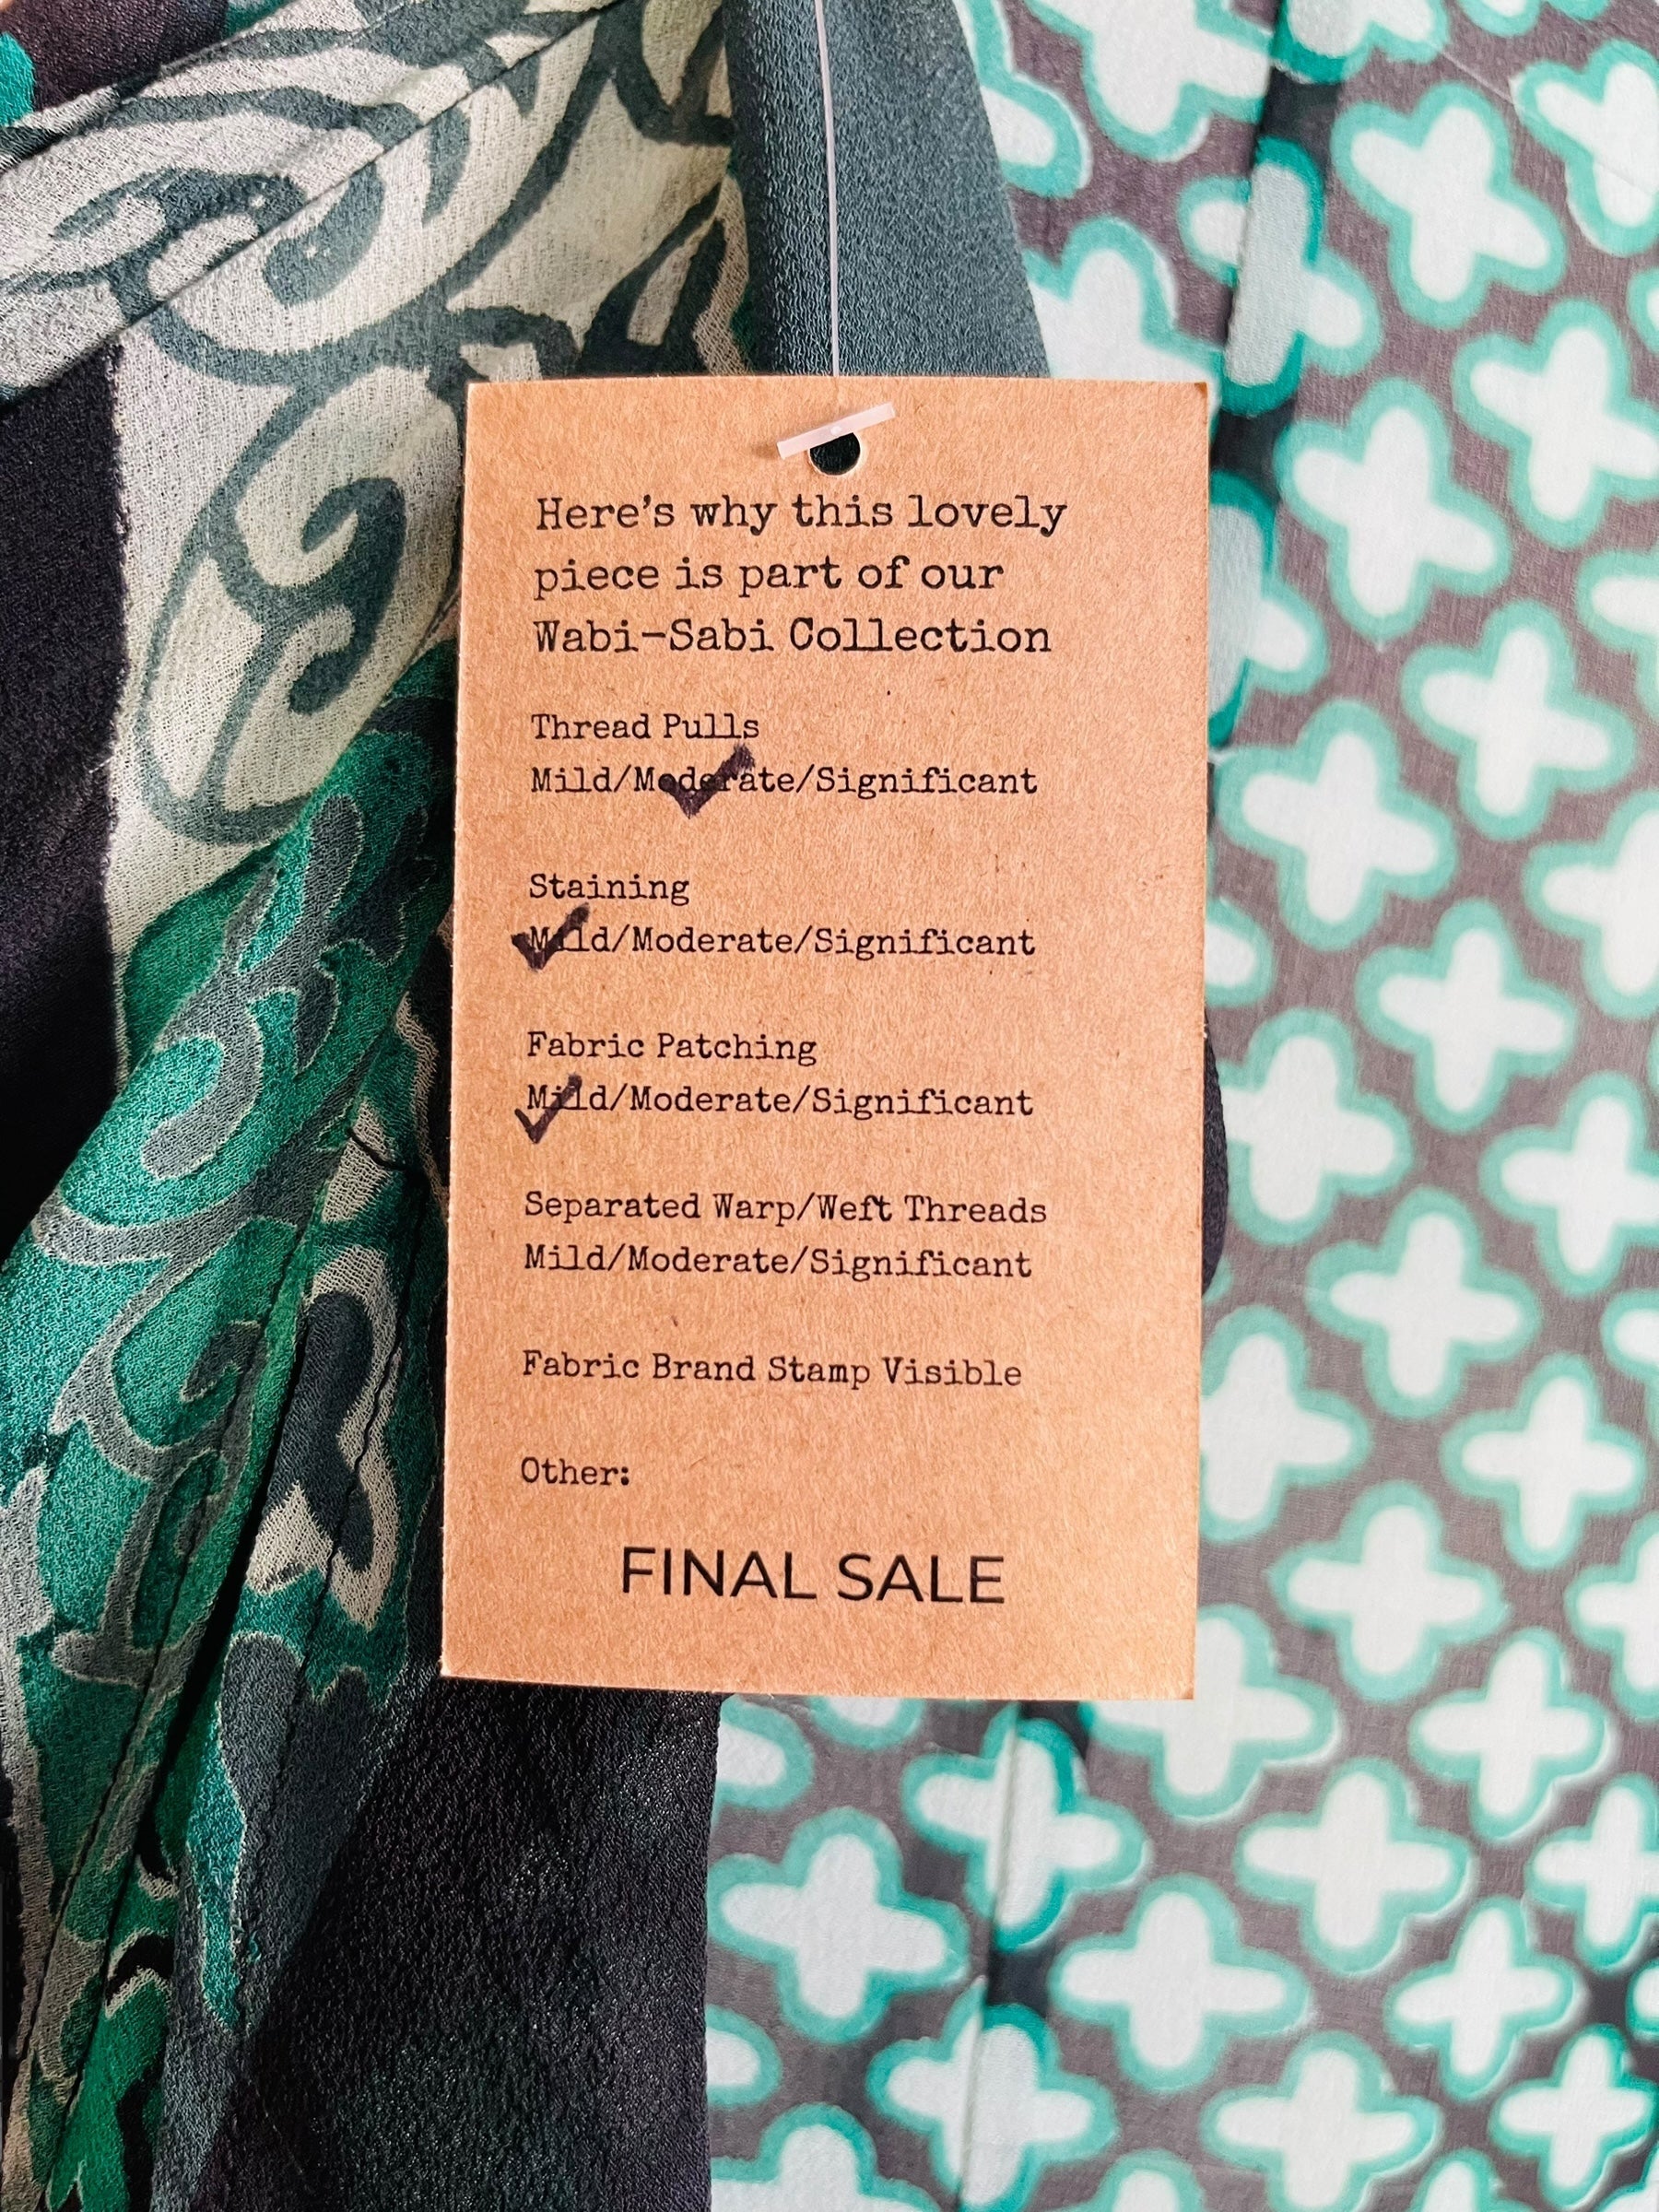 Here's why this lovely
piece is part of our
Wabi-Sabi Collection
Thread Pulls
Mild/Moderate/Significant
Staining
Mild/Moderate/Significant
Fabric Patching
Mild/Moderate/Significant
Separated Warp/Weft Threads
Mild/Moderate/Significant
Fabric Brand Stamp Visible
Other:
FINAL SALE